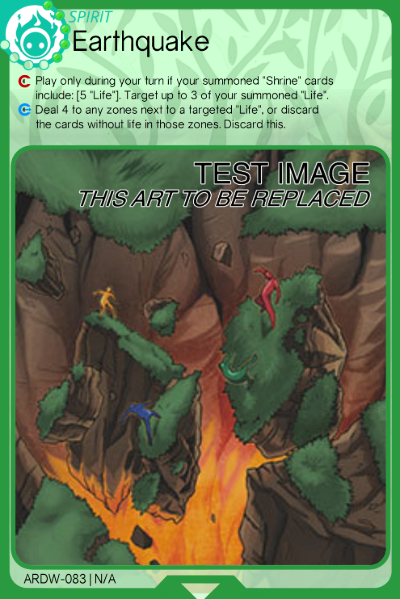 SPIRIT
Earthquake
C Play only during your turn if your summoned "Shrine" cards
include: [5 "Life"]. Target up to 3 of your summoned "Life".
E Deal 4 to any zones next to a targeted "Life", or discard
the cards without life in those zones. Discard this.
TEST IMAGE
THIS ART TO BE REPLACED
ARDW-083 | N/A